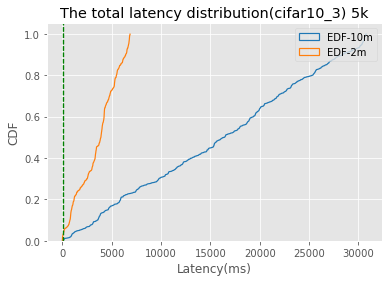 The total latency distribution(cifar10_3) 5k
1.0
0.8
0.6
0.4
0.2
0.0
CDF
EDF-10m
EDF-2m
0
5000
10000
15000
20000
25000
30000
Latency(ms)